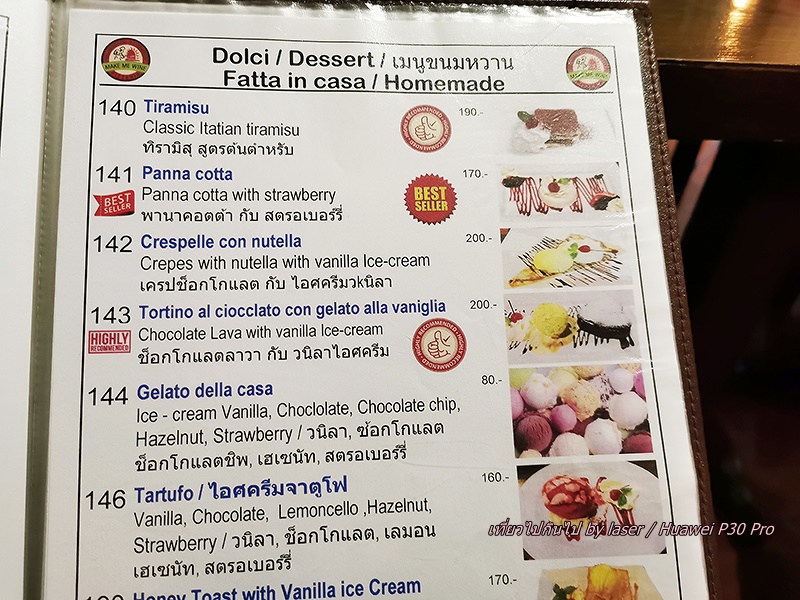 MAKE ME WINE
Dolci / Dessert / เมนูขนมหวาน
MAKE ME WINE
Fatta in casa / Homemade
140 Tiramisu 190.-
HIGHLY RECOMMENDED
Classic Itatian tiramisu
ทิรามิสุ สูตรต้นตำหรับ
141 Panna cotta 170.-
BEST SELLER
Panna cotta with strawberry
BEST SELLER
พานาคอตต้า กับ สตรอเบอร์รี่
142 Crespelle con nutella 200.-
Crepes with nutella with vanilla Ice-cream
เครปช็อกโกแลต กับ ไอศครีมวkนิลา
143 Tortino al ciocclato con gelato alla vaniglia 200.-
HIGHLY RECOMMENDED
Chocolate Lava with vanilla Ice-cream
HIGHLY RECOMMENDED HIGHLY RECOMMENDED
ช็อกโกแลตลาวา กับ วนิลาไอศครีม
144 Gelato della casa 80.-
Ice - cream Vanilla, Choclolate, Chocolate chip,
Hazelnut, Strawberry / วนิลา, ช้อกโกแลต
ช็อกโกแลตชิพ, เฮเซนัท, สตรอเบอร์รี่
146 Tartufo / ไอศครีมจาตูโฟ 160.-
Vanilla, Chocolate, Lemoncello ,Hazelnut,
Strawberry / วนิลา, ช็อกโกแลต, เลมอน
เฮเซนัท, สตรอเบอร์รี่
Honey Toast with Vanilla ice Cream 170.-
เที่ยวไปกินไป by laser / Huawei P30 Pro